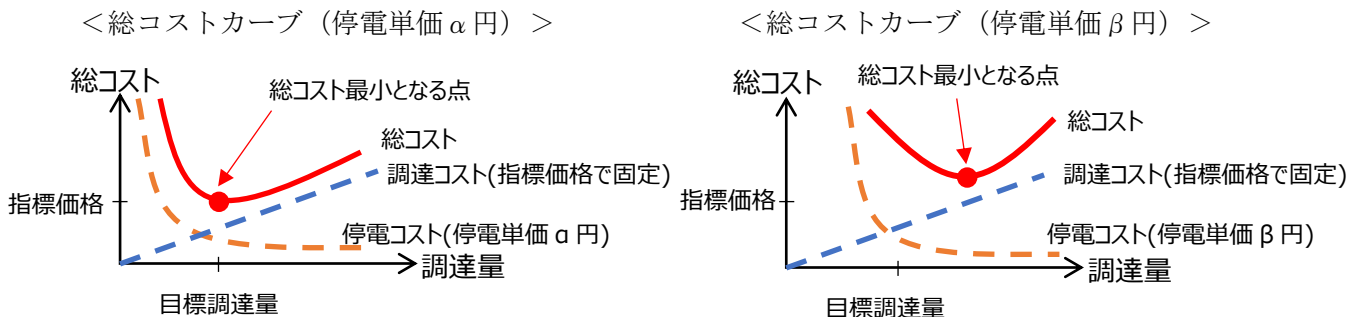 ＜総コストカーブ（停電単価 α 円）＞
総コスト
総コスト最小となる点
総コスト
調達コスト(指標価格で固定)
指標価格
停電コスト(停電単価 α 円)
調達量
目標調達量
＜総コストカーブ（停電単価 β 円）＞
総コスト
総コスト最小となる点
総コスト
調達コスト(指標価格で固定)
指標価格
停電コスト(停電単価 β 円)
調達量
目標調達量